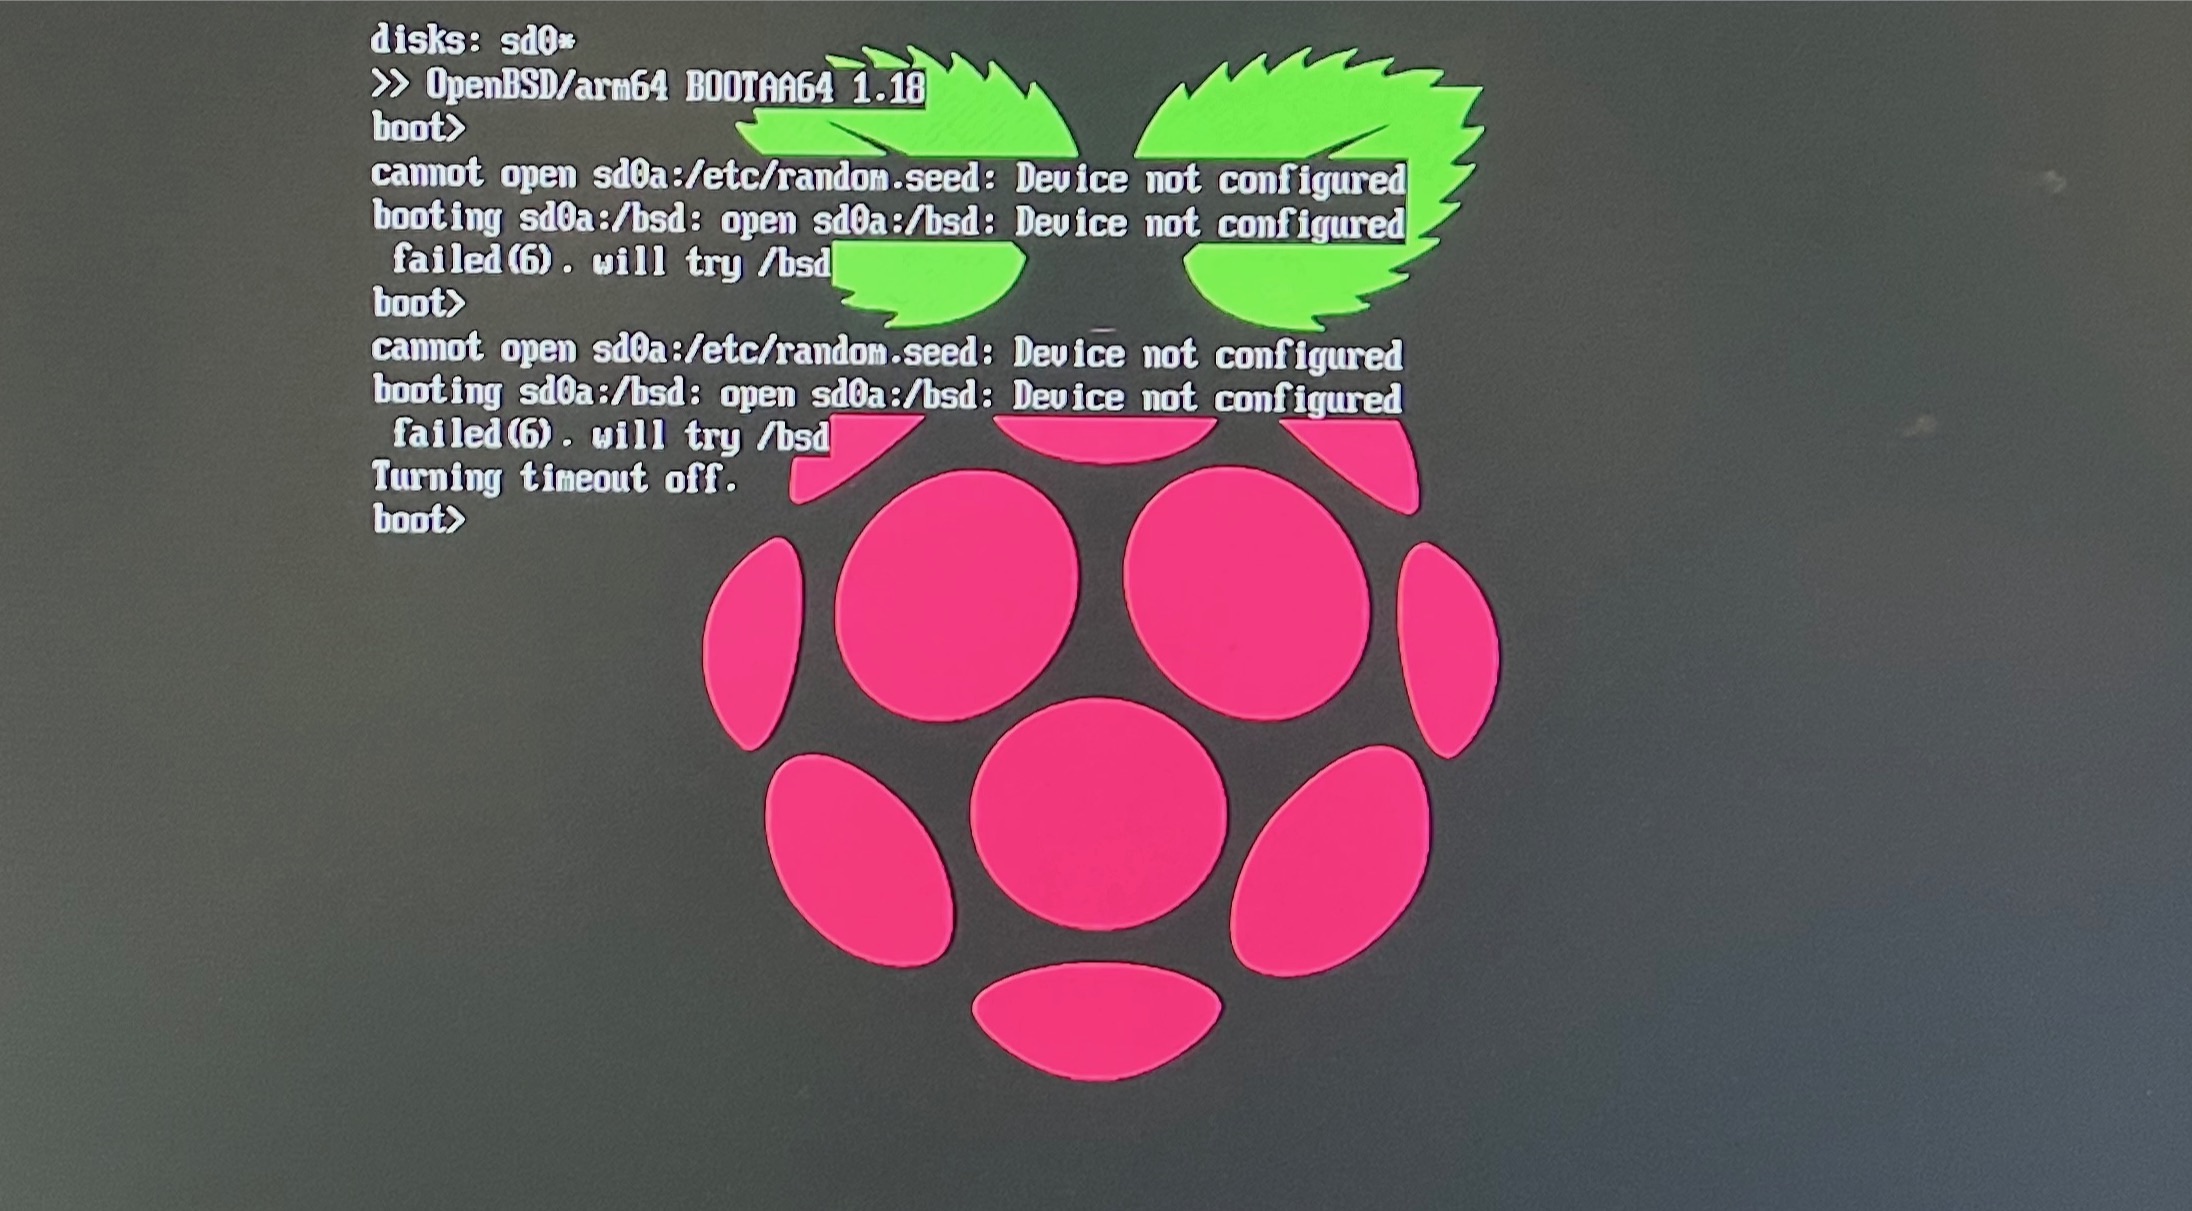 disks: sd0*
>> OpenBSD/arm64 BOOTAA64 1.18
boot>
cannot open sd0a:/etc/random.seed: Device not configured
booting sd0a:/bsd: open sd0a:/bsd: Device not configured
 failed(6). will try /bsd
boot>
cannot open sd0a:/etc/random.seed: Device not configured
booting sd0a:/bsd: open sd0a:/bsd: Device not configured
 failed(6). will try /bsd
Turning timeout off.
boot>